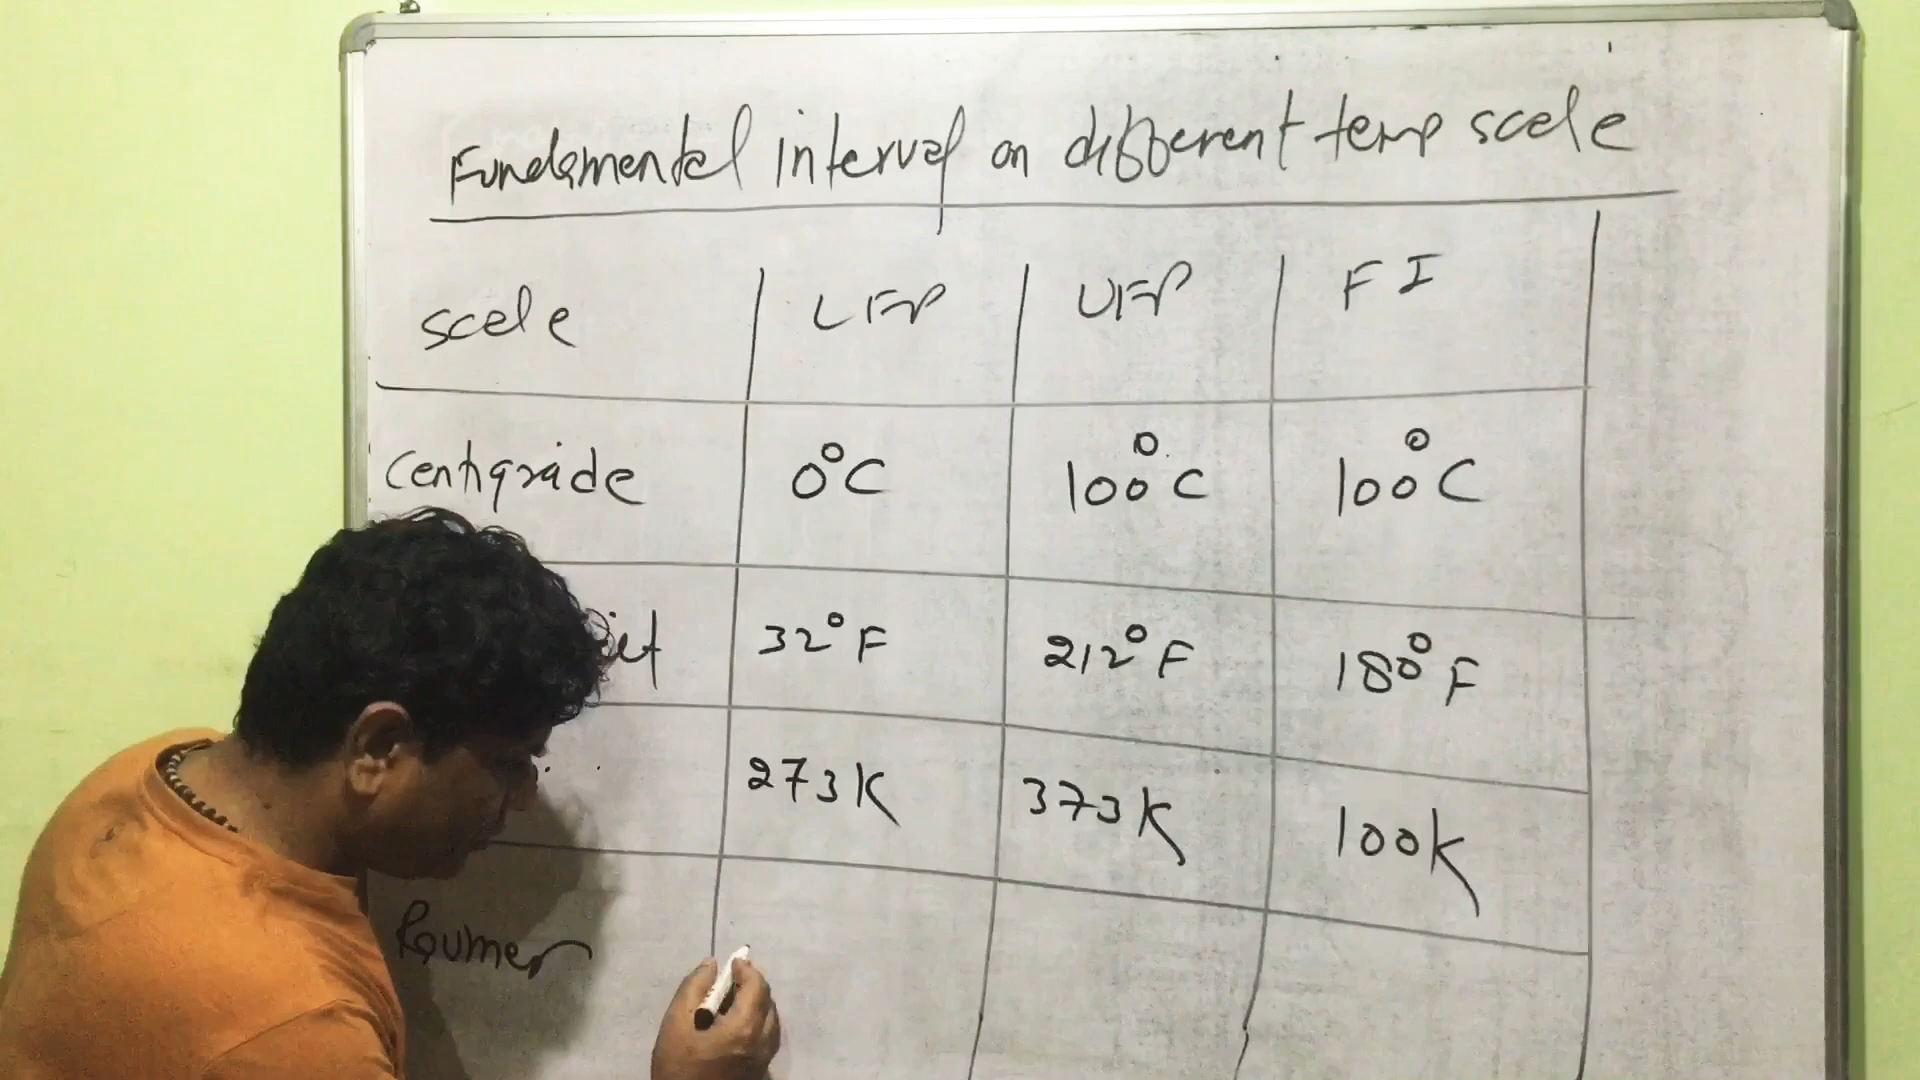 Fundamental interval on different temp scale
scale LFP UFP FI
Centigrade 0°C 100°C 100°C
32°F 212°F 180°F
273K 373K 100K
Roumer